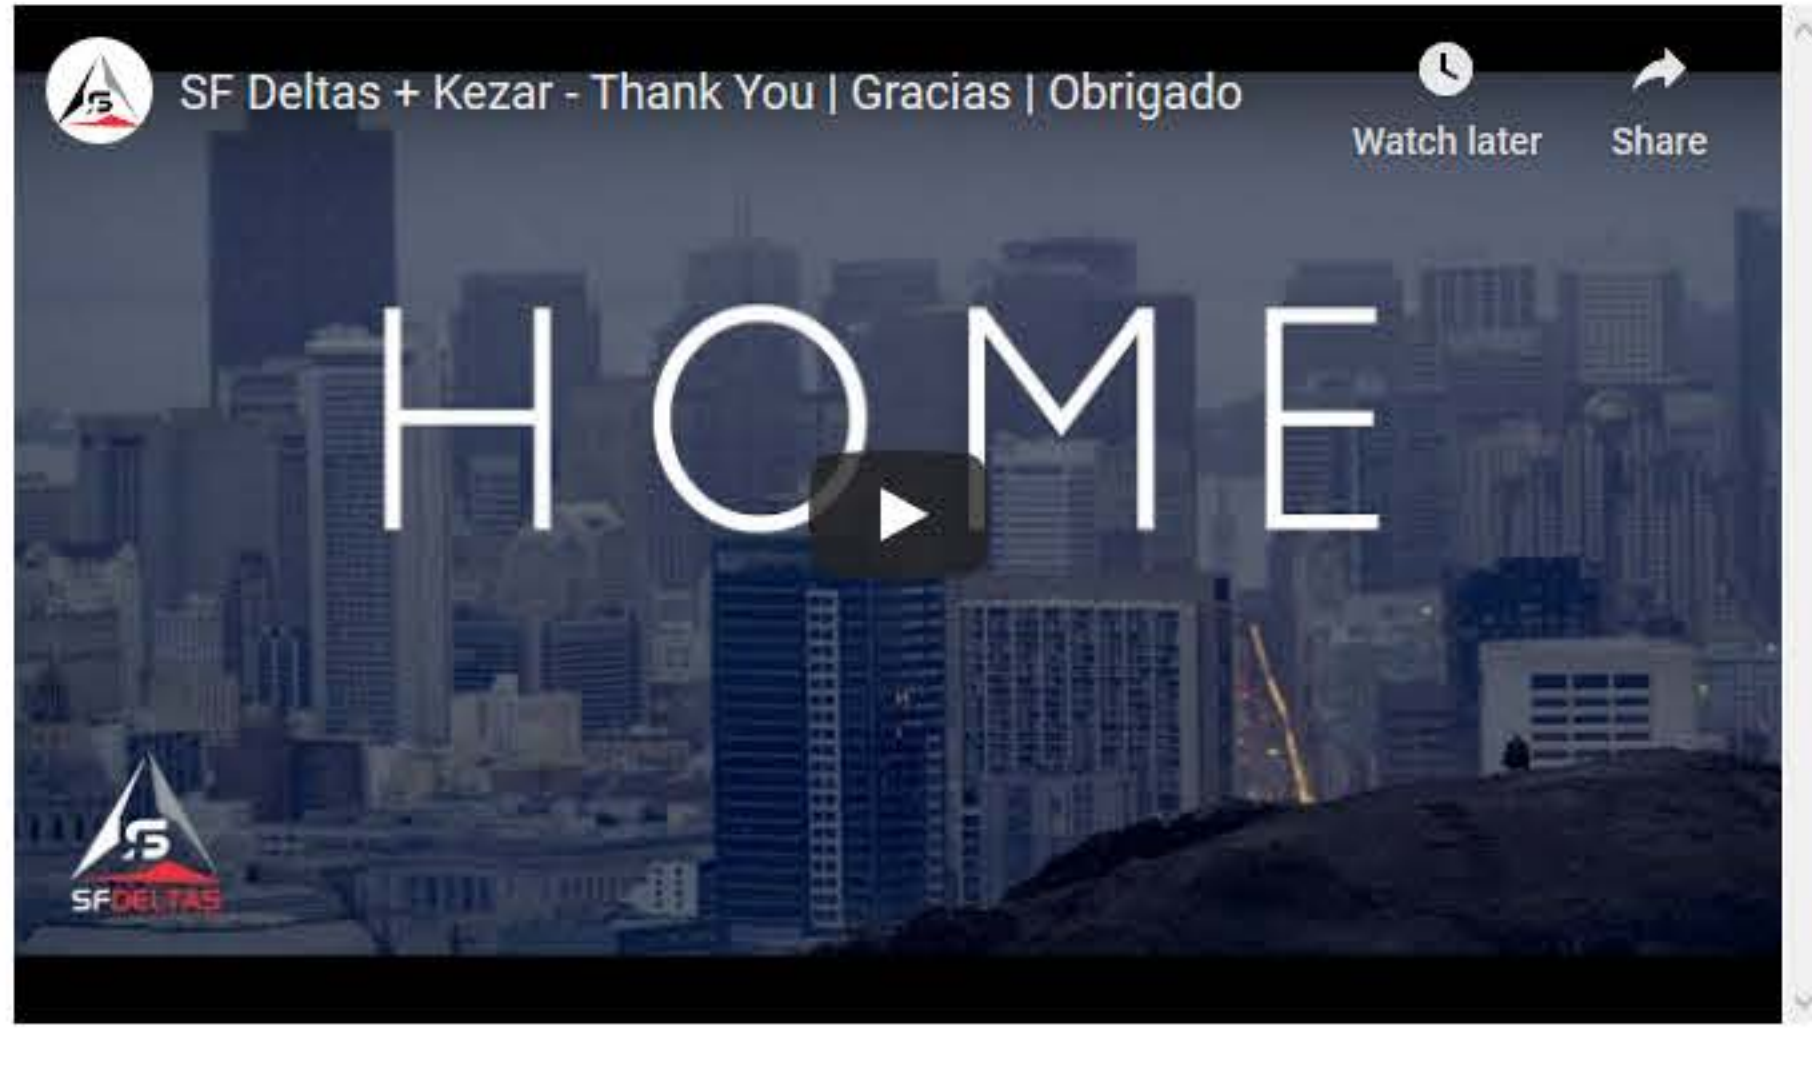 SF Deltas + Kezar - Thank You | Gracias | Obrigado
Watch later
Share
HOME
S
SFDELTAS